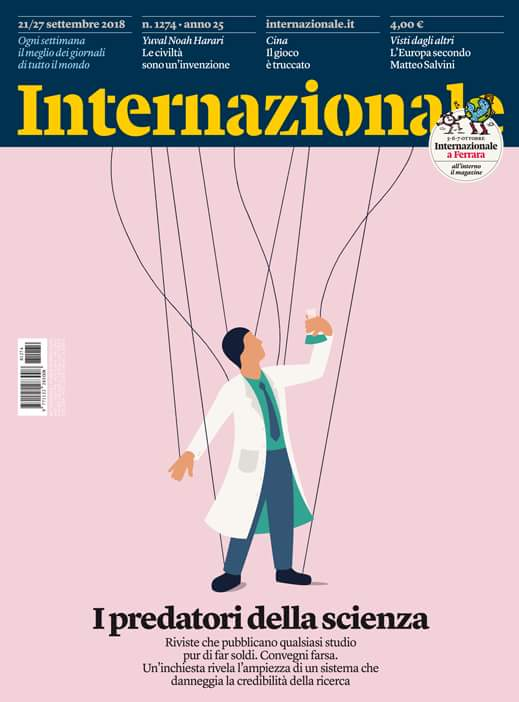 21/27 settembre 2018
n. 1274 • anno 25
internazionale.it
4,00 €
Ogni settimana
il meglio dei giornali
di tutto il mondo
Yuval Noah Harari
Le civiltà
sono un'invenzione
Cina
Il gioco
è truccato
Visti dagli altri
L'Europa secondo
Matteo Salvini
Internazionale
5-6-7 OTTOBRE
Internazionale
a Ferrara
all'interno
il magazine
I predatori della scienza
Riviste che pubblicano qualsiasi studio
pur di far soldi. Convegni farsa.
Un'inchiesta rivela l'ampiezza di un sistema che
danneggia la credibilità della ricerca